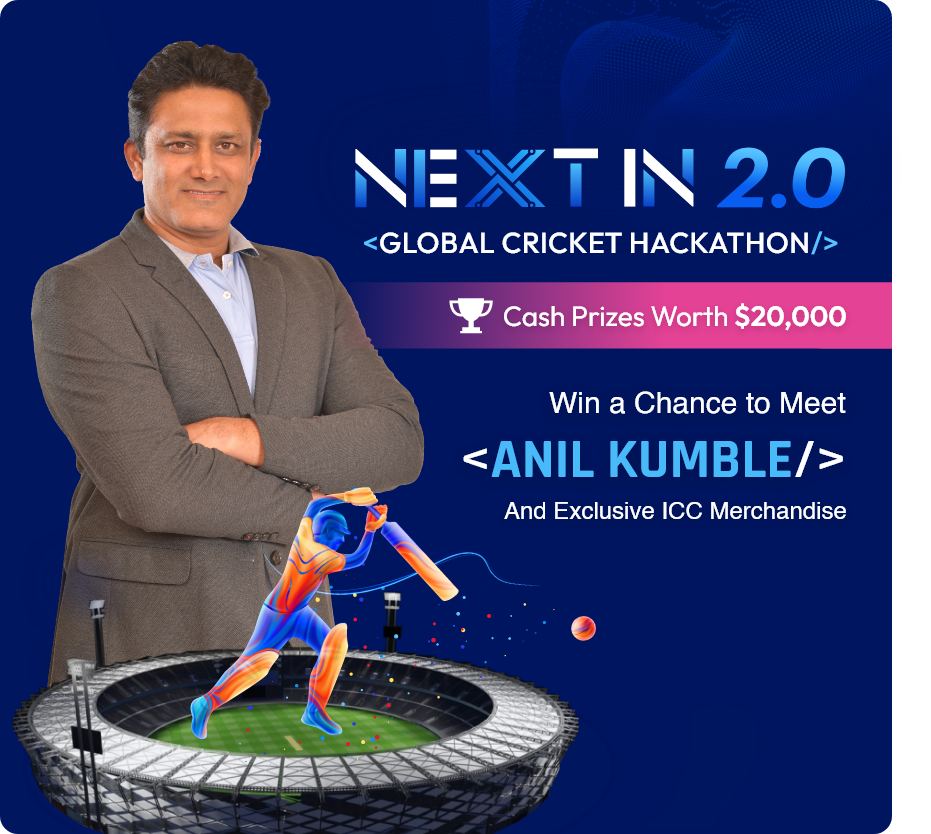 NEXT IN 2.0
<GLOBAL CRICKET HACKATHON/>
Cash Prizes Worth $20,000
Win a Chance to Meet
<ANIL KUMBLE/>
And Exclusive ICC Merchandise